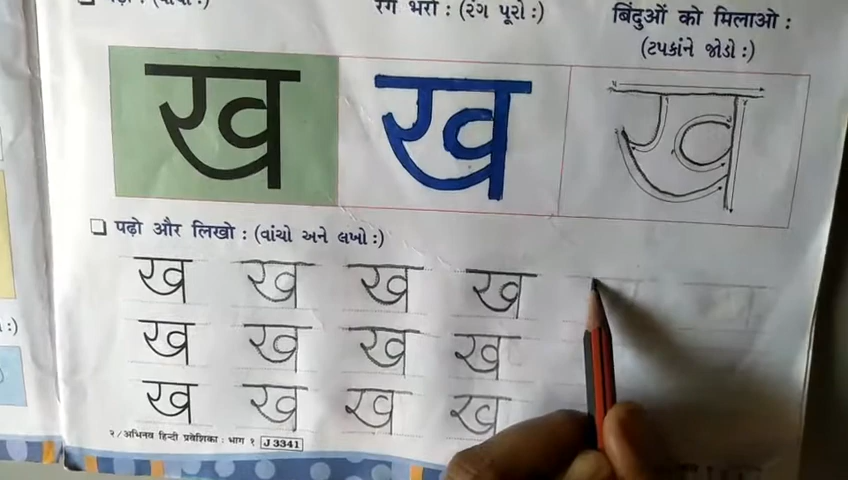 रंग भरो : (રંગ પૂરો :)
बिंदुओं को मिलाओ :
(ટપકાંને જોડો :)
ख ख ख
पढ़ो और लिखो : (વાંચો અને લખો :)
ख ख ख ख
ख ख ख ख
ख ख ख ख
२/अभिनव हिन्दी प्रवेशिका : भाग १ J 3341